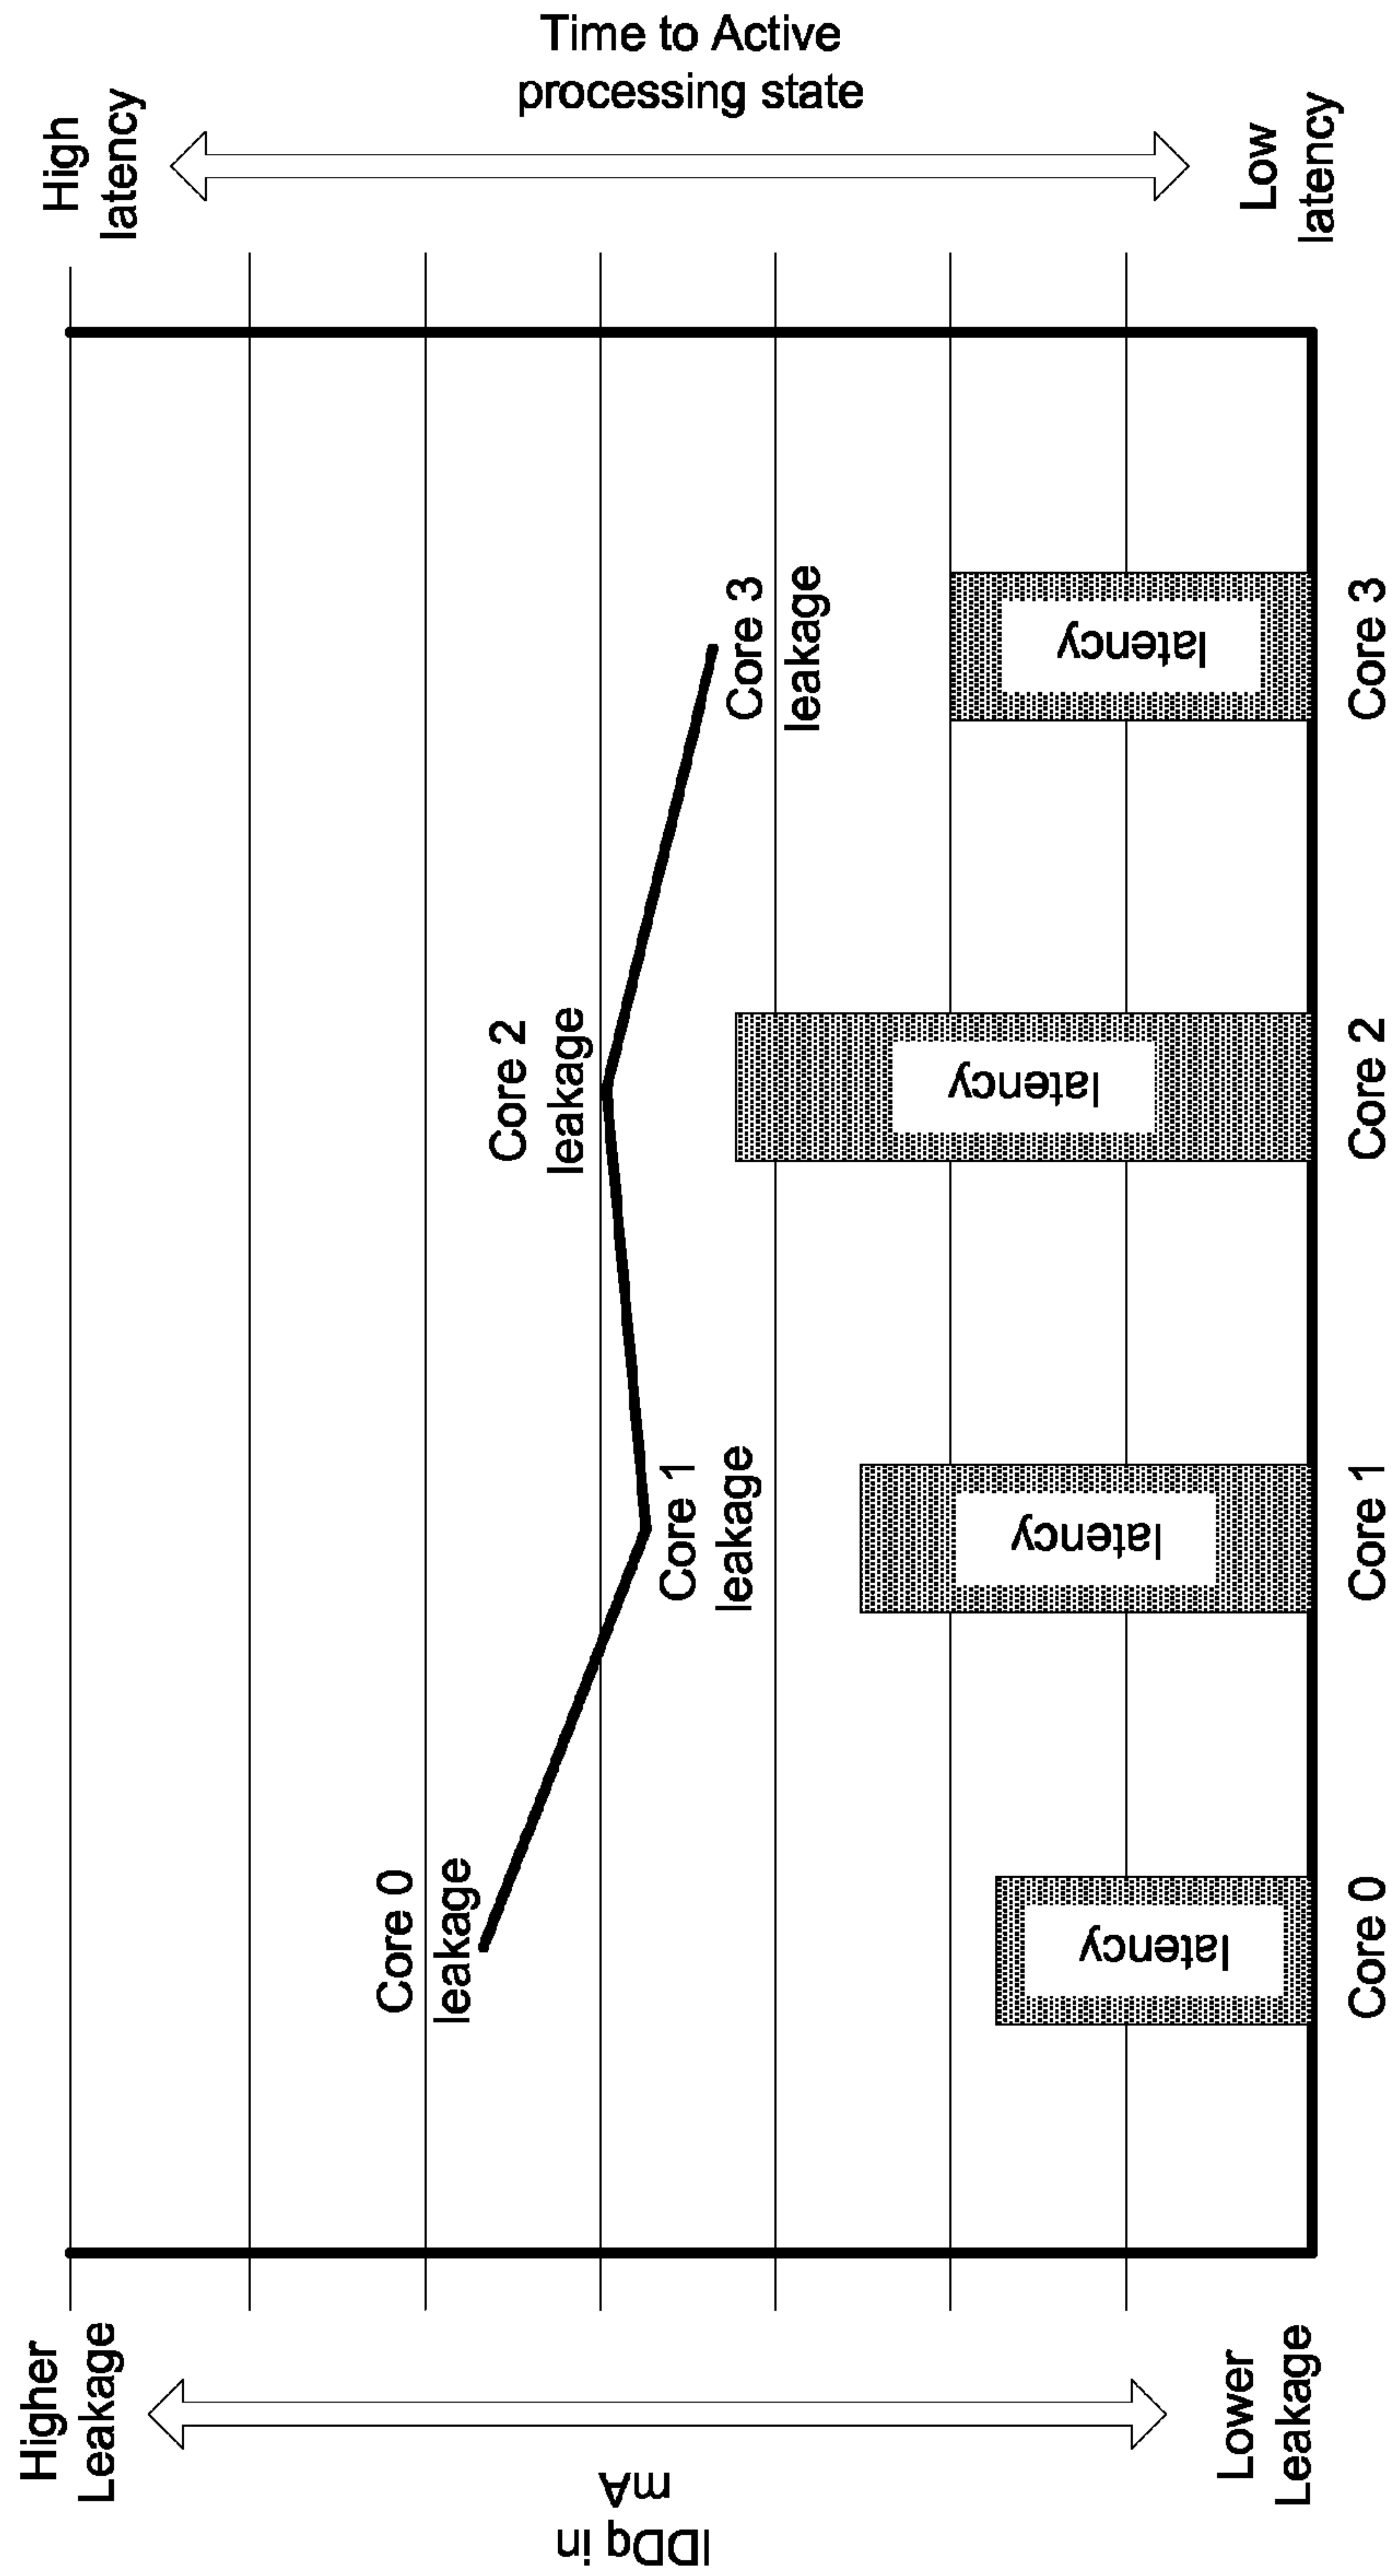 Higher
Leakage
IDDq in
mA
Lower
Leakage
Core 0
leakage
Core 1
leakage
Core 2
leakage
Core 3
leakage
latency
latency
latency
latency
Core 0
Core 1
Core 2
Core 3
High
latency
Time to Active
processing state
Low
latency